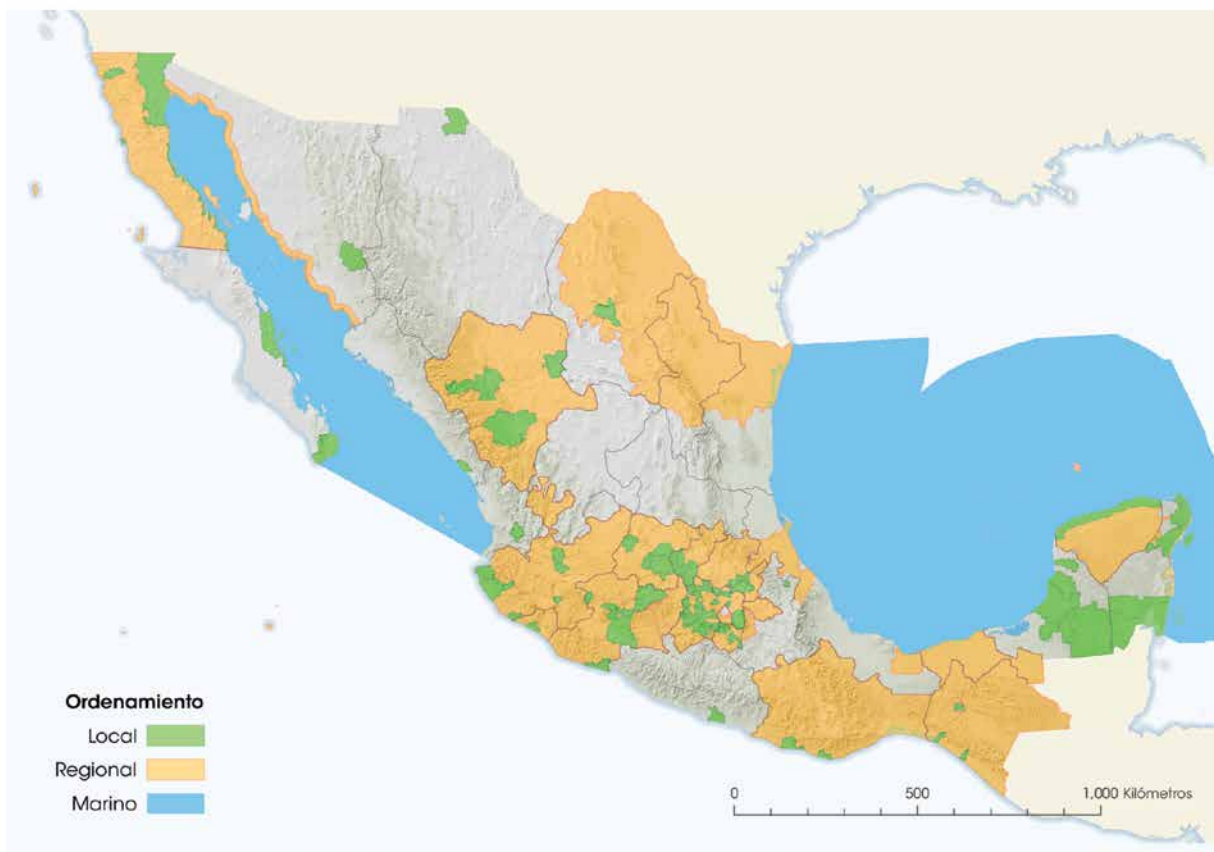 Ordenamiento
Local
Regional
Marino
0 500 1,000 Kilómetros